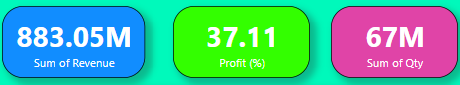 883.05M
Sum of Revenue
37.11
Profit (%)
67M
Sum of Qty